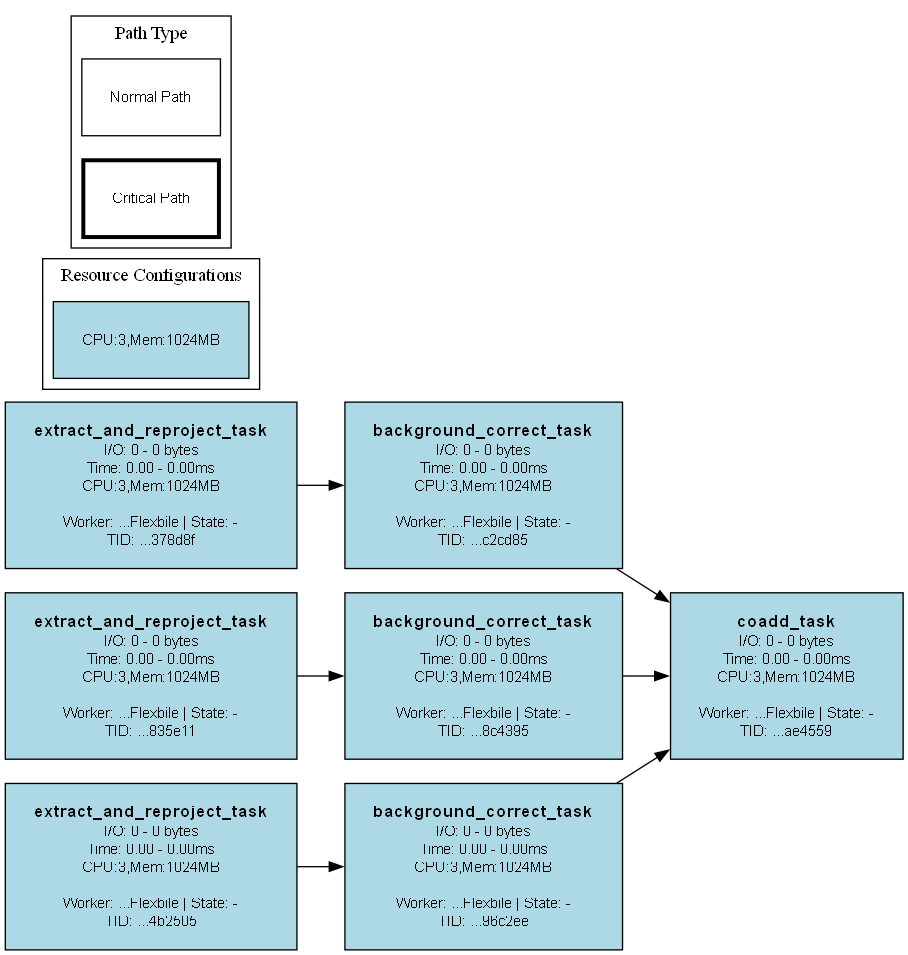 Path Type
Normal Path
Critical Path
Resource Configurations
CPU:3,Mem:1024MB
extract_and_reproject_task
I/O: 0 - 0 bytes
Time: 0.00 - 0.00ms
CPU:3,Mem:1024MB
Worker: ...Flexbile | State: -
TID: ...378d8f
background_correct_task
I/O: 0 - 0 bytes
Time: 0.00 - 0.00ms
CPU:3,Mem:1024MB
Worker: ...Flexbile | State: -
TID: ...c2cd85
extract_and_reproject_task
I/O: 0 - 0 bytes
Time: 0.00 - 0.00ms
CPU:3,Mem:1024MB
Worker: ...Flexbile | State: -
TID: ...835e11
background_correct_task
I/O: 0 - 0 bytes
Time: 0.00 - 0.00ms
CPU:3,Mem:1024MB
Worker: ...Flexbile | State: -
TID: ...8c4395
coadd_task
I/O: 0 - 0 bytes
Time: 0.00 - 0.00ms
CPU:3,Mem:1024MB
Worker: ...Flexbile | State: -
TID: ...ae4559
extract_and_reproject_task
I/O: 0 - 0 bytes
Time: 0.00 - 0.00ms
CPU:3,Mem:1024MB
Worker: ...Flexbile | State: -
TID: ...4b2505
background_correct_task
I/O: 0 - 0 bytes
Time: 0.00 - 0.00ms
CPU:3,Mem:1024MB
Worker: ...Flexbile | State: -
TID: ...96c2ee